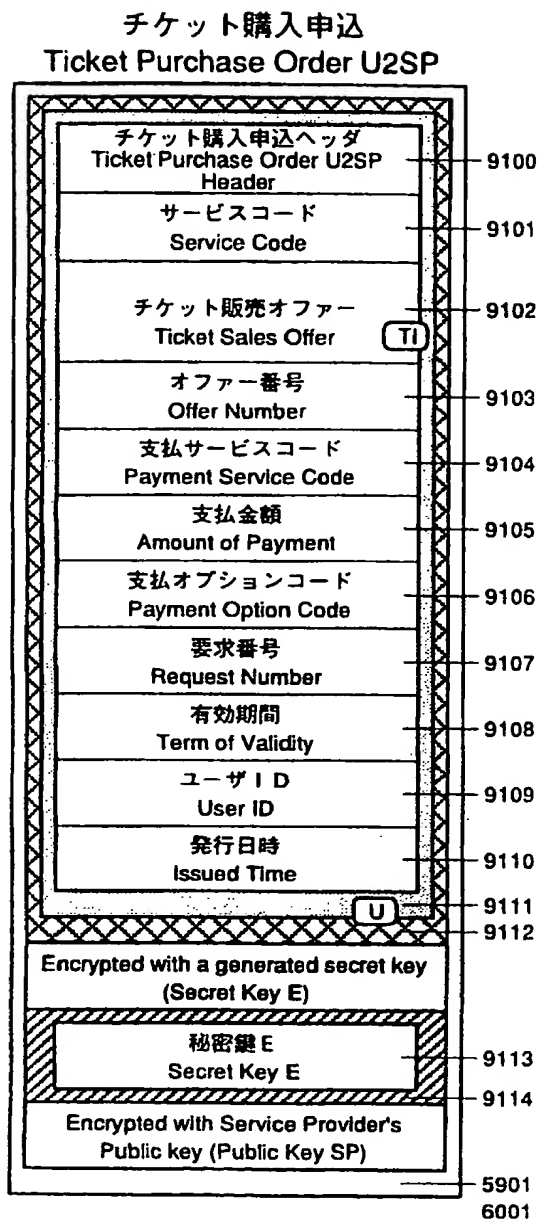 チケット購入申込
Ticket Purchase Order U2SP
チケット購入申込ヘッダ
Ticket Purchase Order U2SP
Header
9100
サービスコード
Service Code
9101
チケット販売オファー
Ticket Sales Offer
9102
TI
オファー番号
Offer Number
9103
支払サービスコード
Payment Service Code
9104
支払金額
Amount of Payment
9105
支払オプションコード
Payment Option Code
9106
要求番号
Request Number
9107
有効期間
Term of Validity
9108
ユーザID
User ID
9109
発行日時
Issued Time
9110
U
9111
9112
Encrypted with a generated secret key
(Secret Key E)
秘密鍵E
Secret Key E
9113
9114
Encrypted with Service Provider's
Public key (Public Key SP)
5901
6001